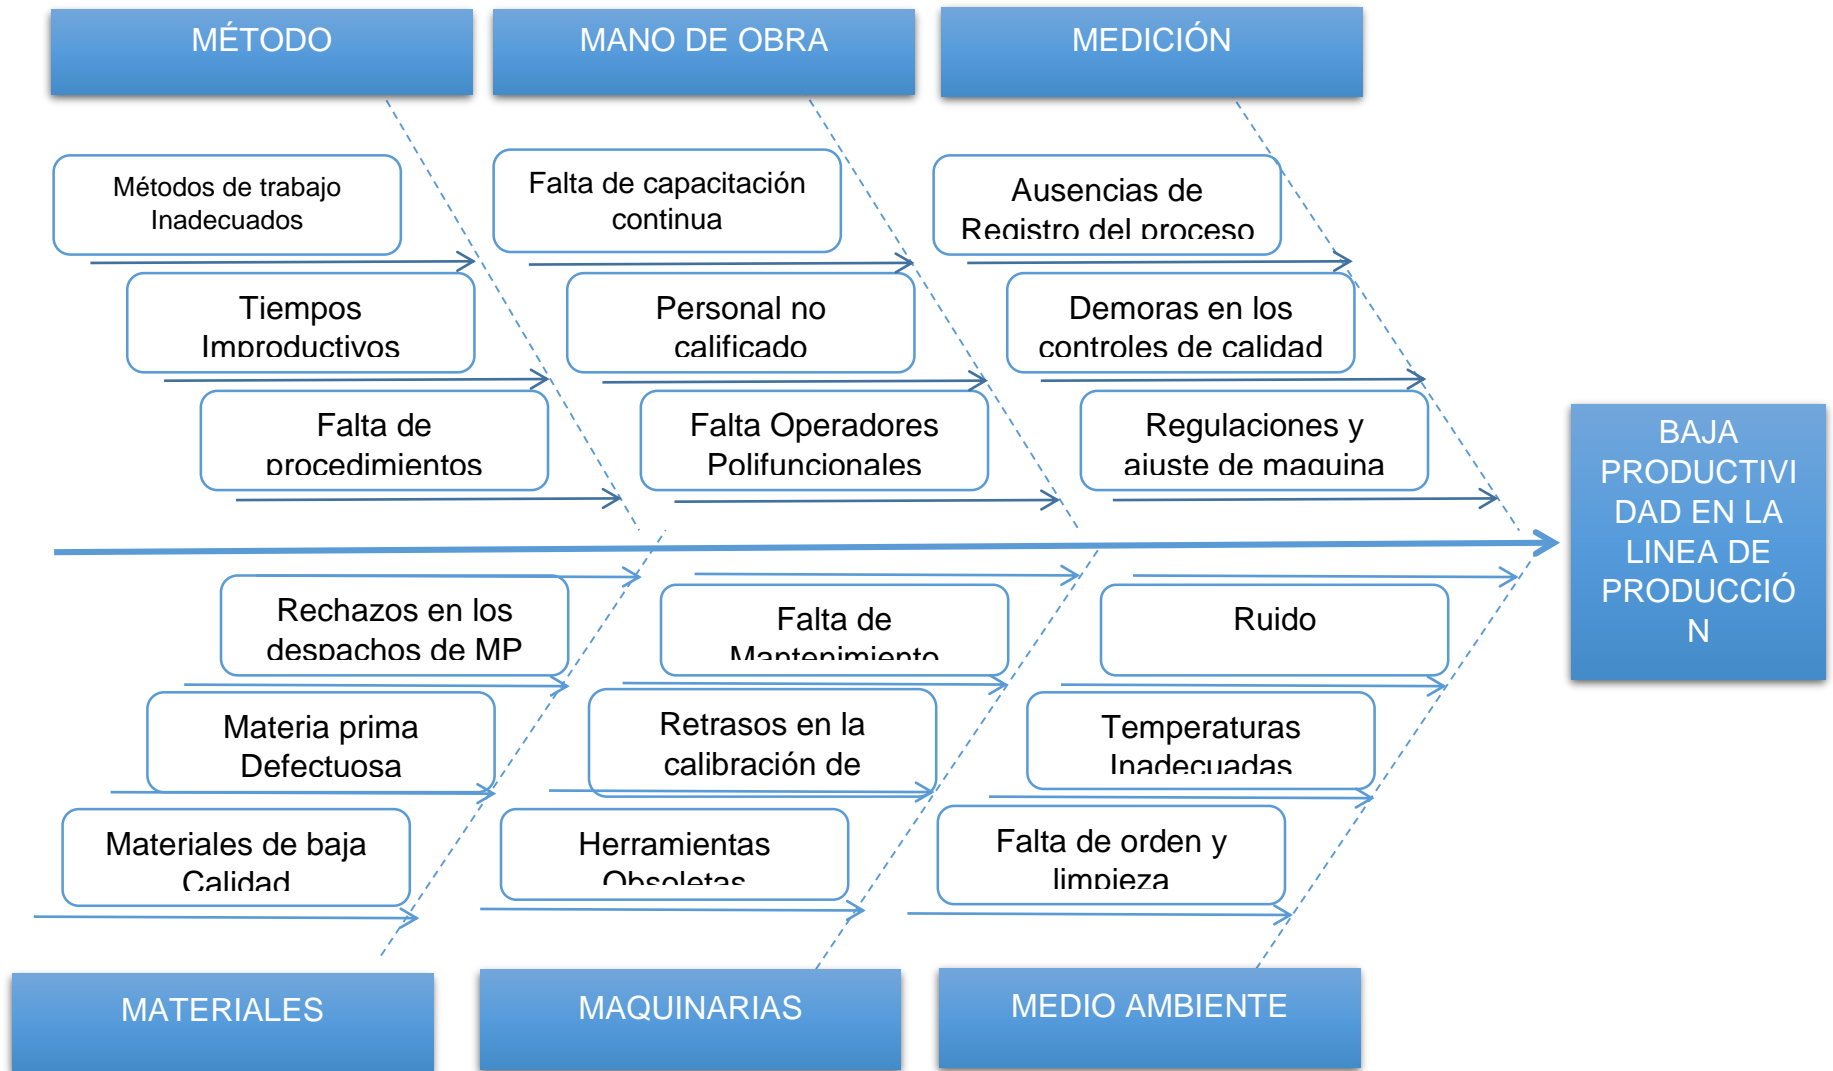 MÉTODO
MANO DE OBRA
MEDICIÓN
Métodos de trabajo
Inadecuados
Falta de capacitación
continua
Ausencias de
Registro del proceso
Tiempos
Improductivos
Personal no
calificado
Demoras en los
controles de calidad
Falta de
procedimientos
Falta Operadores
Polifuncionales
Regulaciones y
ajuste de maquina
BAJA
PRODUCTIVI
DAD EN LA
LINEA DE
PRODUCCIÓ
N
Rechazos en los
despachos de MP
Falta de
Mantenimiento
Ruido
Materia prima
Defectuosa
Retrasos en la
calibración de
Temperaturas
Inadecuadas
Materiales de baja
Calidad
Herramientas
Obsoletas
Falta de orden y
limpieza
MATERIALES
MAQUINARIAS
MEDIO AMBIENTE